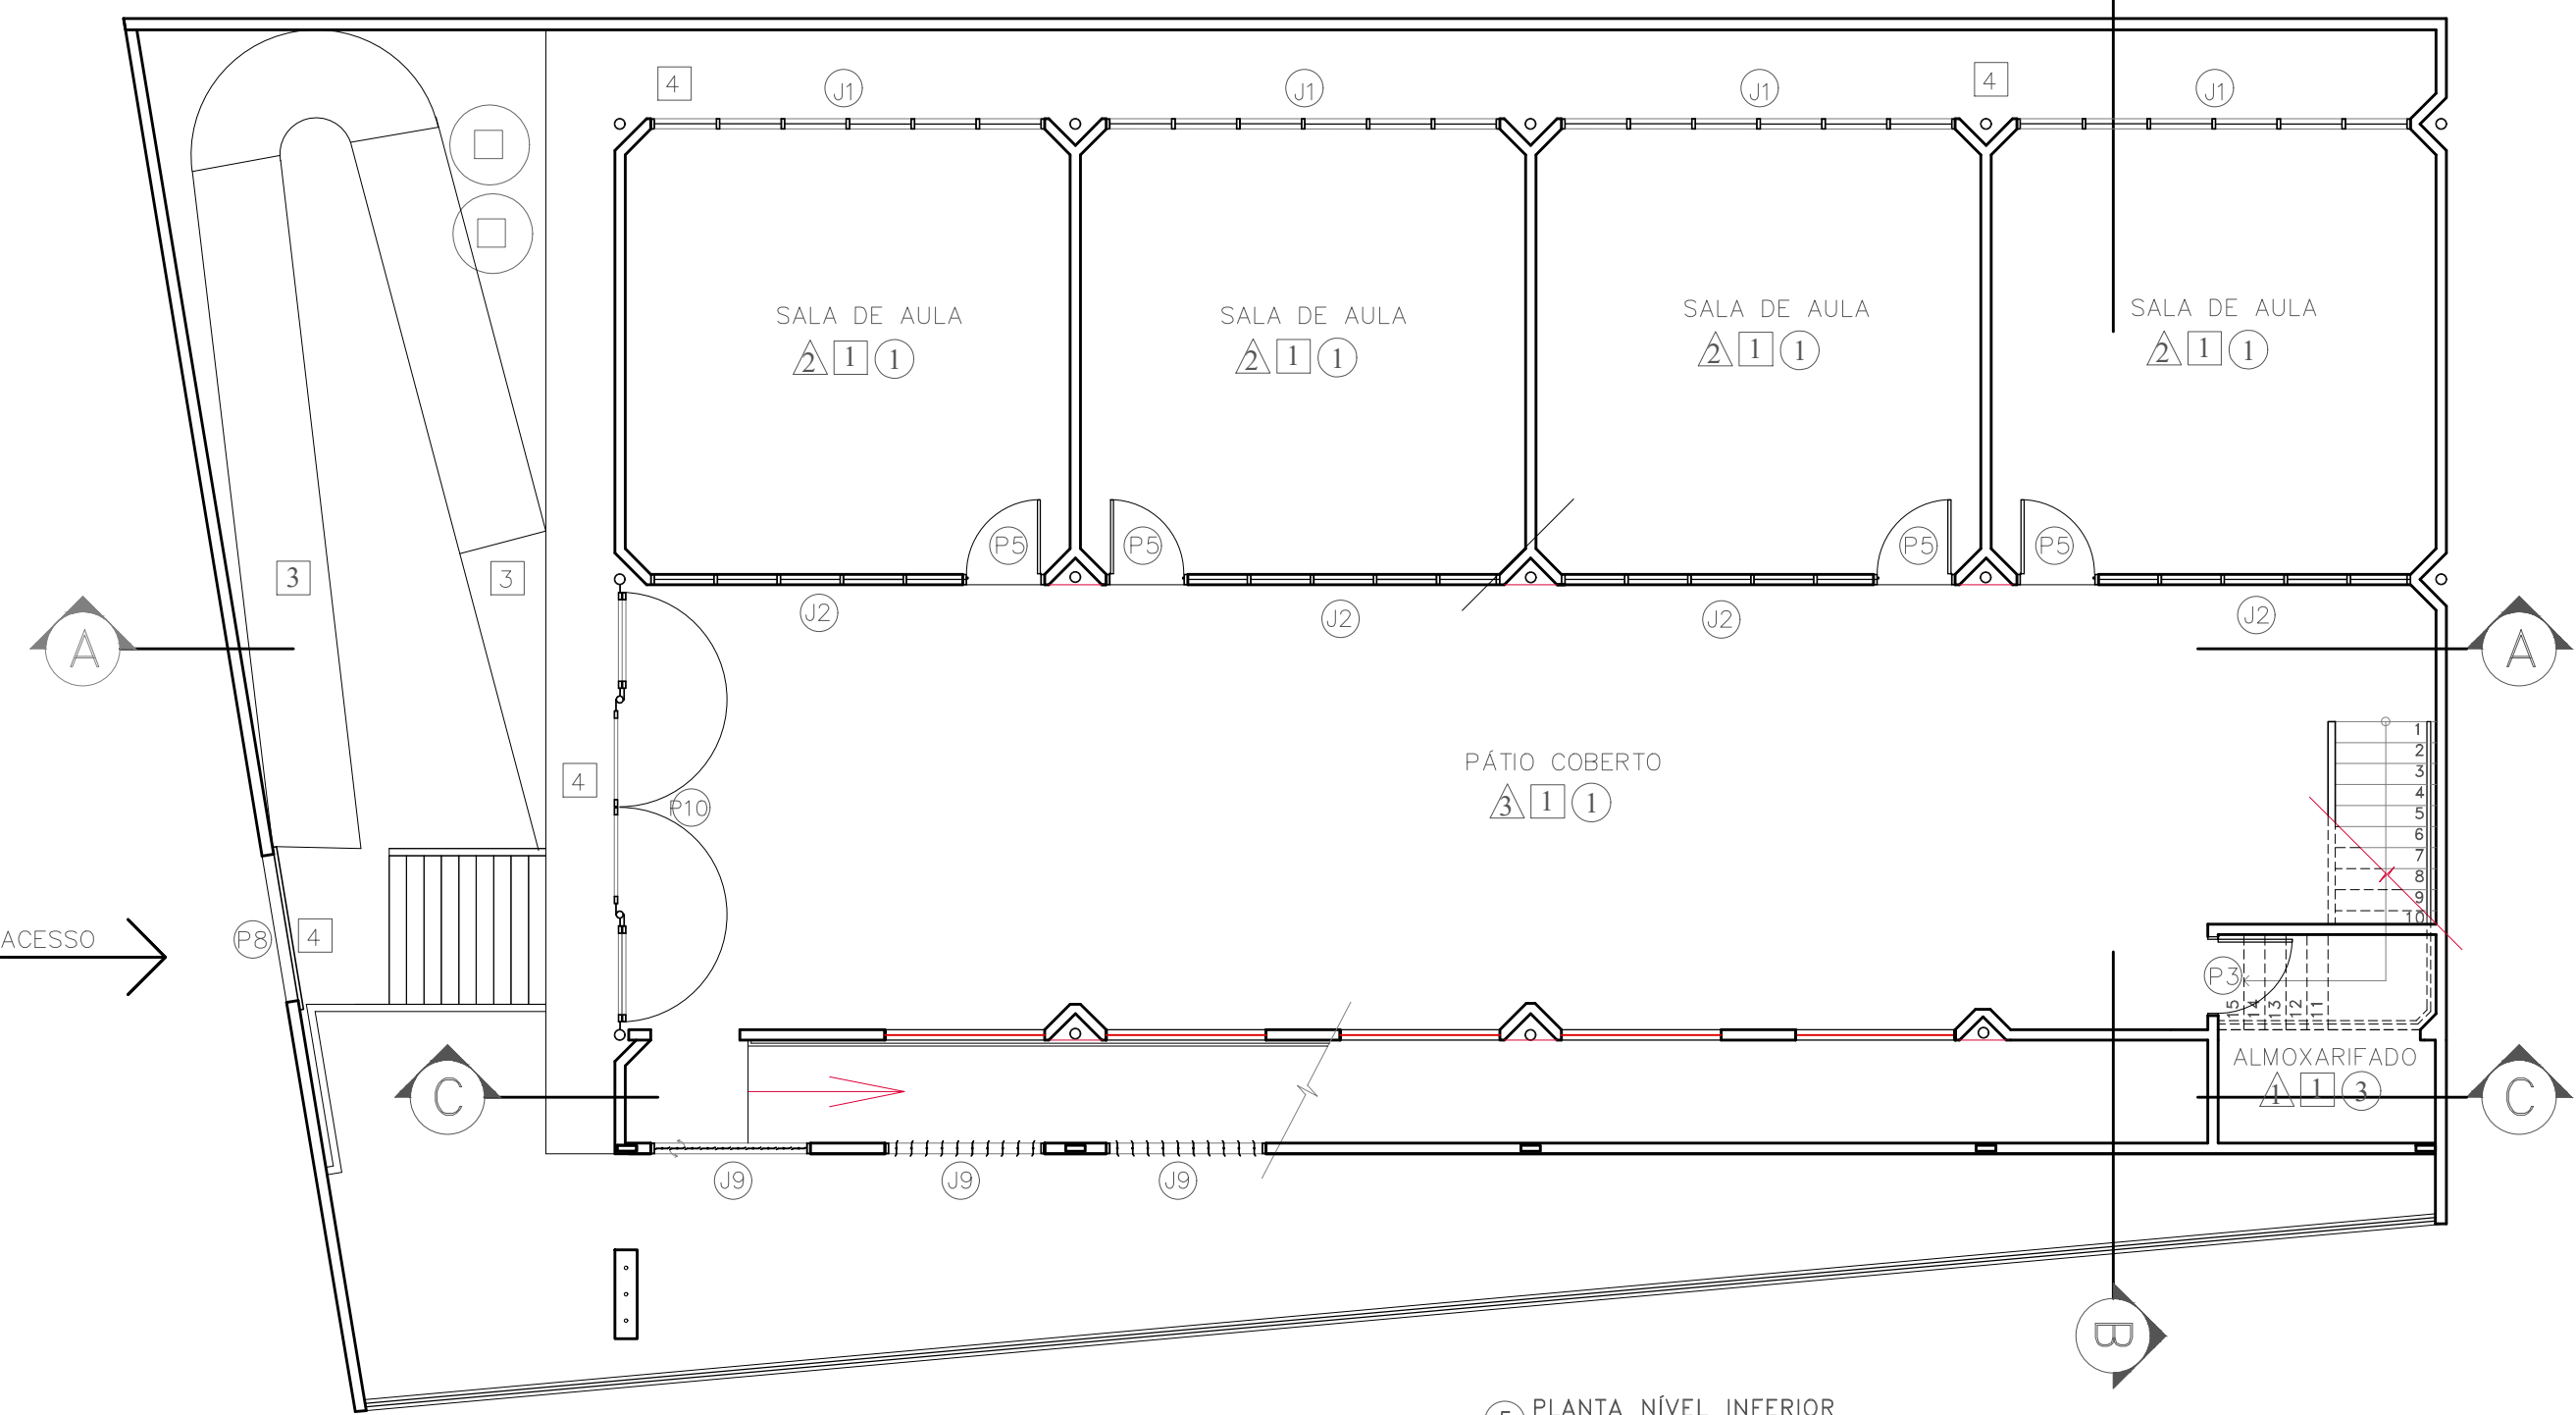 4 J1 J1 J1 4 J1
SALA DE AULA
2 1 1
SALA DE AULA
2 1 1
SALA DE AULA
2 1 1
SALA DE AULA
2 1 1
P5 P5 P5 P5
3 3
J2 J2 J2 J2
A A
PÁTIO COBERTO
3 1 1
4
P10
1
2
3
4
5
6
7
8
9
10
ACESSO
P8 4
P3
15 14 13 12 11
ALMOXARIFADO
1 1 3
C C
J9 J9 J9
B
PLANTA NÍVEL INFERIOR